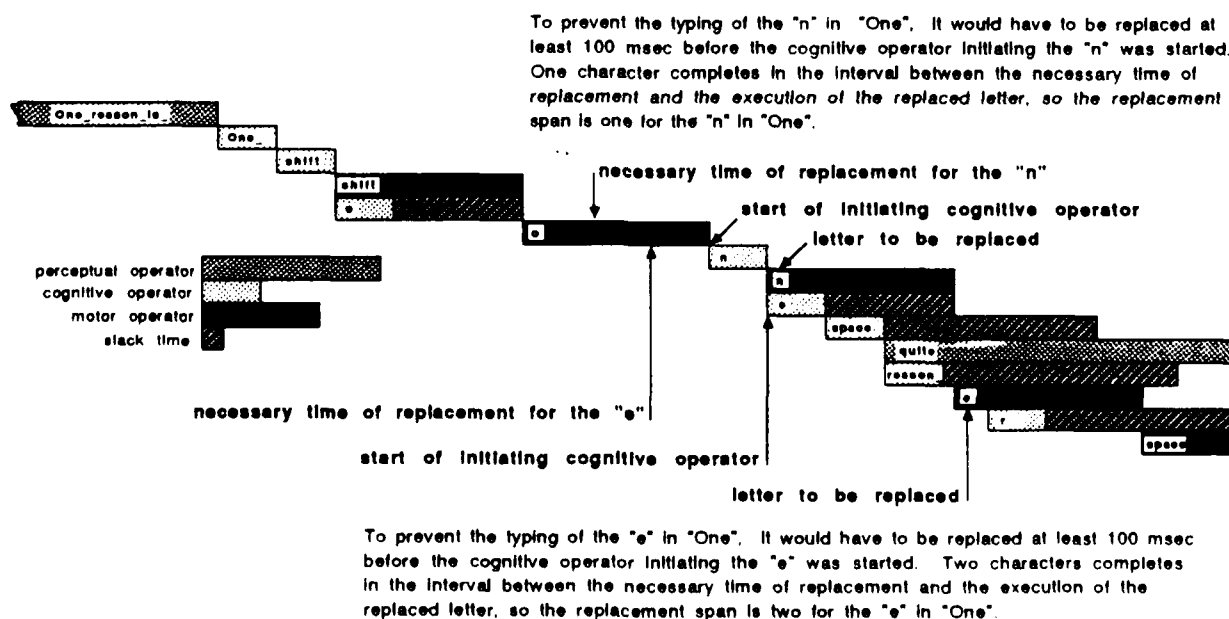 To prevent the typing of the "n" in "One", It would have to be replaced at
least 100 msec before the cognitive operator initiating the "n" was started.
One character completes in the interval between the necessary time of
replacement and the execution of the replaced letter, so the replacement
span is one for the "n" in "One".
One_reason_is_
One_
shift
necessary time of replacement for the "n"
shift
o
start of initiating cognitive operator
o
letter to be replaced
n
perceptual operator
n
cognitive operator
e
motor operator
space
slack time
quite
reason_
necessary time of replacement for the "e"
e
r
start of initiating cognitive operator
space
letter to be replaced
To prevent the typing of the "e" in "One", It would have to be replaced at least 100 msec
before the cognitive operator initiating the "e" was started. Two characters completes
in the interval between the necessary time of replacement and the execution of the
replaced letter, so the replacement span is two for the "e" in "One".